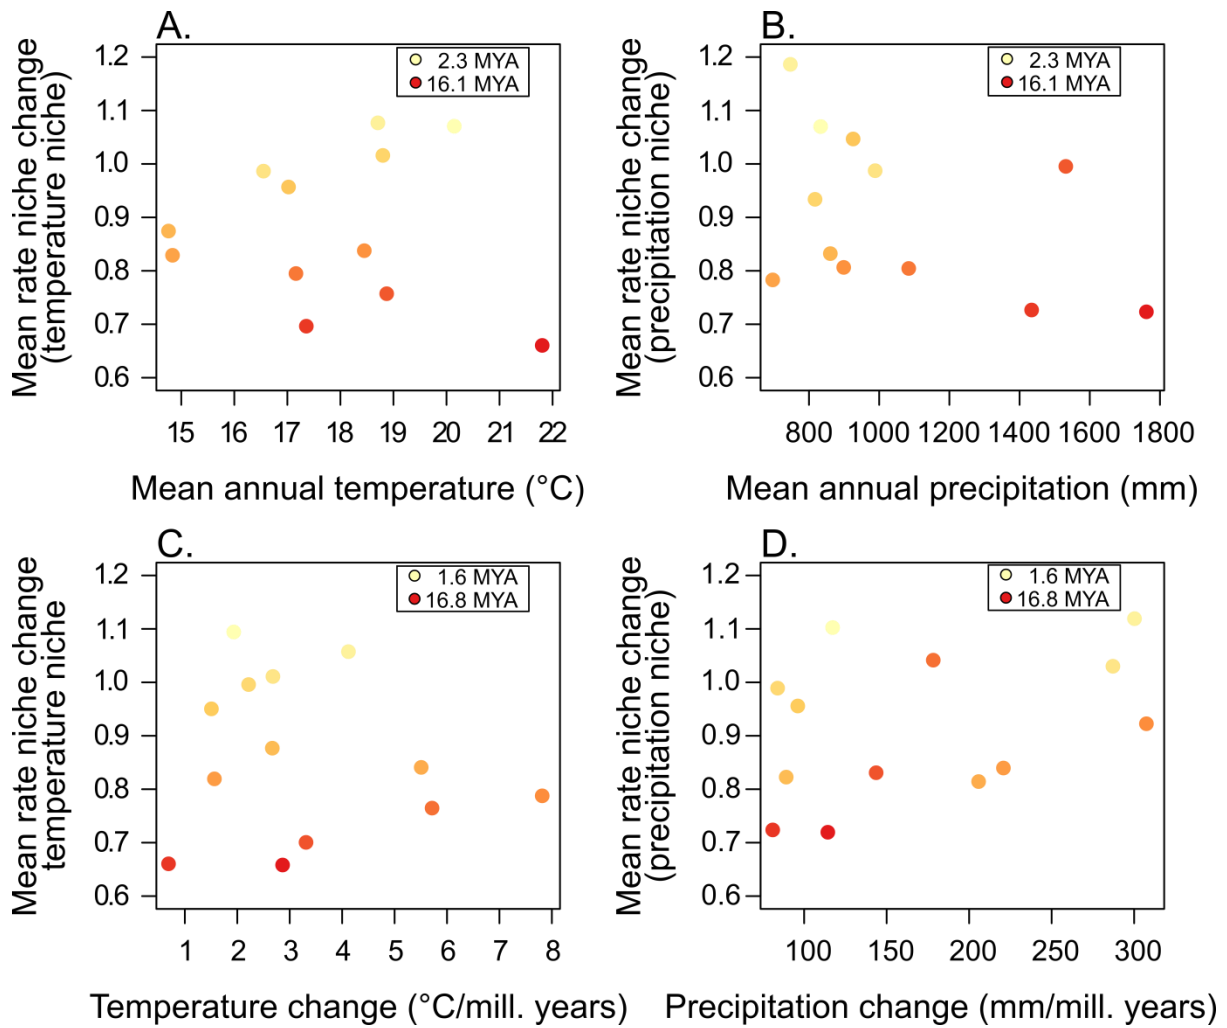 A.
Mean rate niche change
(temperature niche)
1.2
1.1
1.0
0.9
0.8
0.7
0.6
2.3 MYA
16.1 MYA
15 16 17 18 19 20 21 22
Mean annual temperature (°C)
B.
Mean rate niche change
(precipitation niche)
1.2
1.1
1.0
0.9
0.8
0.7
0.6
2.3 MYA
16.1 MYA
800 1000 1200 1400 1600 1800
Mean annual precipitation (mm)
C.
Mean rate niche change
temperature niche
1.2
1.1
1.0
0.9
0.8
0.7
0.6
1.6 MYA
16.8 MYA
1 2 3 4 5 6 7 8
Temperature change (°C/mill. years)
D.
Mean rate niche change
(precipitation niche)
1.2
1.1
1.0
0.9
0.8
0.7
0.6
1.6 MYA
16.8 MYA
100 150 200 250 300
Precipitation change (mm/mill. years)